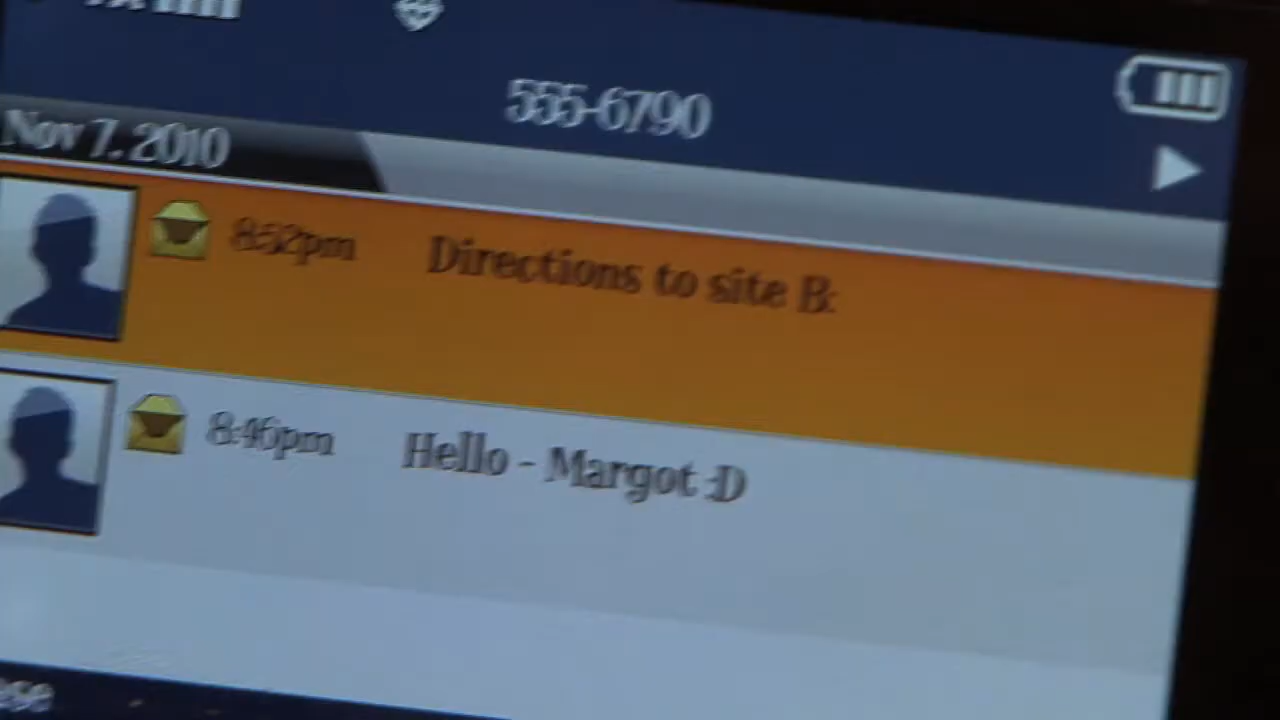 555-6790
Nov 7, 2010
8:52pm Directions to site B:
8:46pm Hello - Margot :D